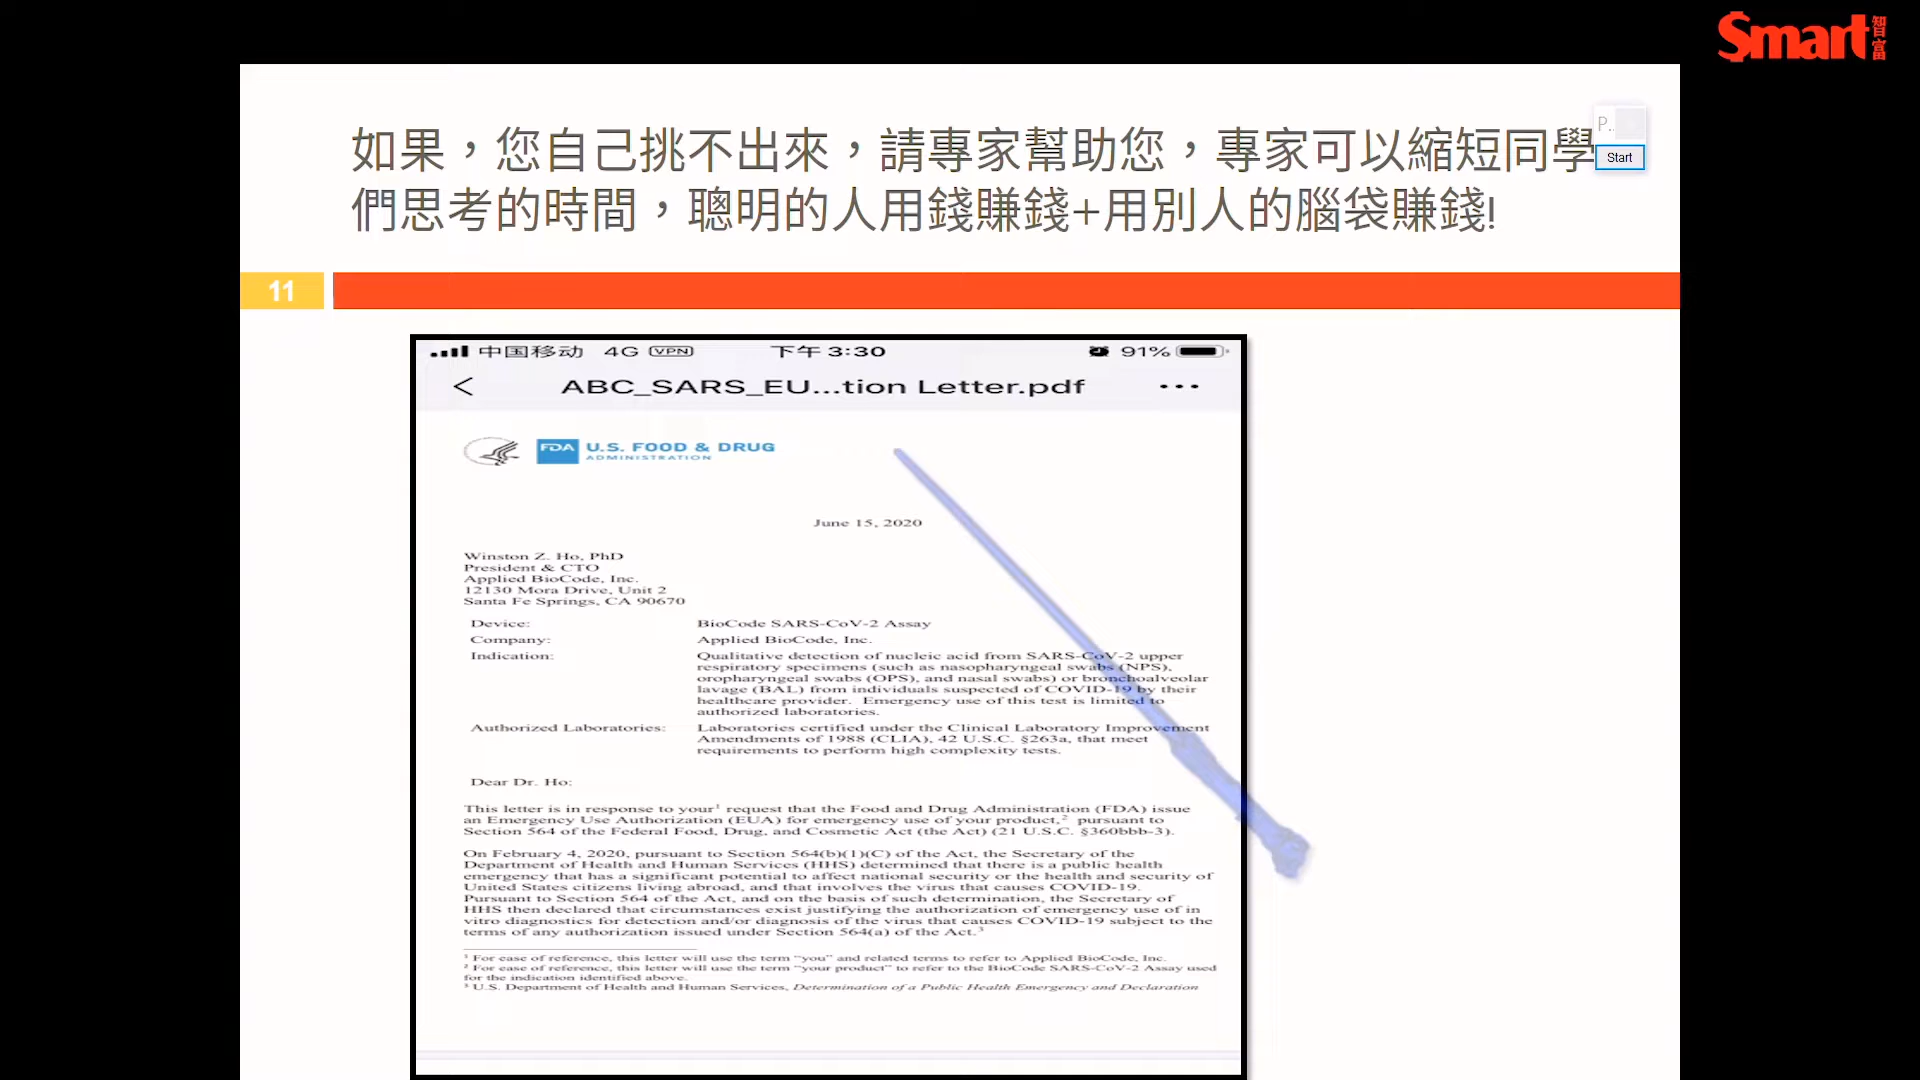 Smart智富
如果，您自己挑不出來，請專家幫助您，專家可以縮短同學
們思考的時間，聰明的人用錢賺錢+用別人的腦袋賺錢!
P..
Start
11
中国移动 4G VPN 下午 3:30 91%
ABC_SARS_EU...tion Letter.pdf
FDA U.S. FOOD & DRUG
ADMINISTRATION
June 15, 2020
Winston Z. Ho, PhD
President & CTO
Applied BioCode, Inc.
12130 Mora Drive, Unit 2
Santa Fe Springs, CA 90670
Device: BioCode SARS-CoV-2 Assay
Company: Applied BioCode, Inc.
Indication: Qualitative detection of nucleic acid from SARS-CoV-2 upper
respiratory specimens (such as nasopharyngeal swabs (NPS),
oropharyngeal swabs (OPS), and nasal swabs) or bronchoalveolar
lavage (BAL) from individuals suspected of COVID-19 by their
healthcare provider. Emergency use of this test is limited to
authorized laboratories.
Authorized Laboratories: Laboratories certified under the Clinical Laboratory Improvement
Amendments of 1988 (CLIA), 42 U.S.C. §263a, that meet
requirements to perform high complexity tests.
Dear Dr. Ho:
This letter is in response to your¹ request that the Food and Drug Administration (FDA) issue
an Emergency Use Authorization (EUA) for emergency use of your product,² pursuant to
Section 564 of the Federal Food, Drug, and Cosmetic Act (the Act) (21 U.S.C. §360bbb-3).
On February 4, 2020, pursuant to Section 564(b)(1)(C) of the Act, the Secretary of the
Department of Health and Human Services (HHS) determined that there is a public health
emergency that has a significant potential to affect national security or the health and security of
United States citizens living abroad, and that involves the virus that causes COVID-19.
Pursuant to Section 564 of the Act, and on the basis of such determination, the Secretary of
HHS then declared that circumstances exist justifying the authorization of emergency use of in
vitro diagnostics for detection and/or diagnosis of the virus that causes COVID-19 subject to the
terms of any authorization issued under Section 564(a) of the Act.³
¹ For ease of reference, this letter will use the term “you” and related terms to refer to Applied BioCode, Inc.
² For ease of reference, this letter will use the term “your product” to refer to the BioCode SARS-CoV-2 Assay used
for the indication identified above.
³ U.S. Department of Health and Human Services, Determination of a Public Health Emergency and Declaration